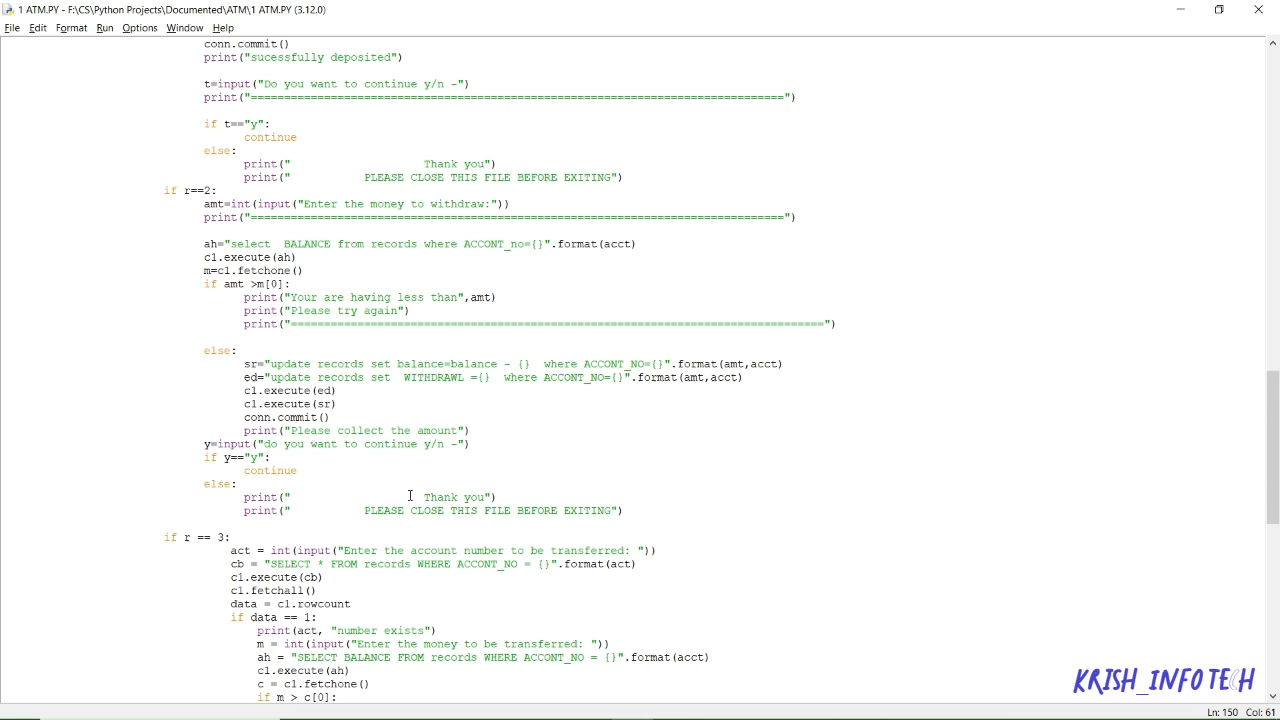 1 ATM.PY - F:\CS\Python Projects\Documented\ATM\1 ATM.PY (3.12.0)
File Edit Format Run Options Window Help
conn.commit()
print("sucessfully deposited")
t=input("Do you want to continue y/n -")
print("================================================================================")
if t=="y":
continue
else:
print("                    Thank you")
print("           PLEASE CLOSE THIS FILE BEFORE EXITING")
if r==2:
amt=int(input("Enter the money to withdraw:"))
print("================================================================================")
ah="select  BALANCE from records where ACCONT_no={}".format(acct)
c1.execute(ah)
m=c1.fetchone()
if amt >m[0]:
print("Your are having less than",amt)
print("Please try again")
print("================================================================================")
else:
sr="update records set balance=balance - {}  where ACCONT_NO={}".format(amt,acct)
ed="update records set  WITHDRAWL ={}  where ACCONT_NO={}".format(amt,acct)
c1.execute(ed)
c1.execute(sr)
conn.commit()
print("Please collect the amount")
y=input("do you want to continue y/n -")
if y=="y":
continue
else:
print("                    Thank you")
print("           PLEASE CLOSE THIS FILE BEFORE EXITING")
if r == 3:
act = int(input("Enter the account number to be transferred: "))
cb = "SELECT * FROM records WHERE ACCONT_NO = {}".format(act)
c1.execute(cb)
c1.fetchall()
data = c1.rowcount
if data == 1:
print(act, "number exists")
m = int(input("Enter the money to be transferred: "))
ah = "SELECT BALANCE FROM records WHERE ACCONT_NO = {}".format(acct)
c1.execute(ah)
c = c1.fetchone()
if m > c[0]:
KRISH_INFOTECH
Ln: 150 Col: 61